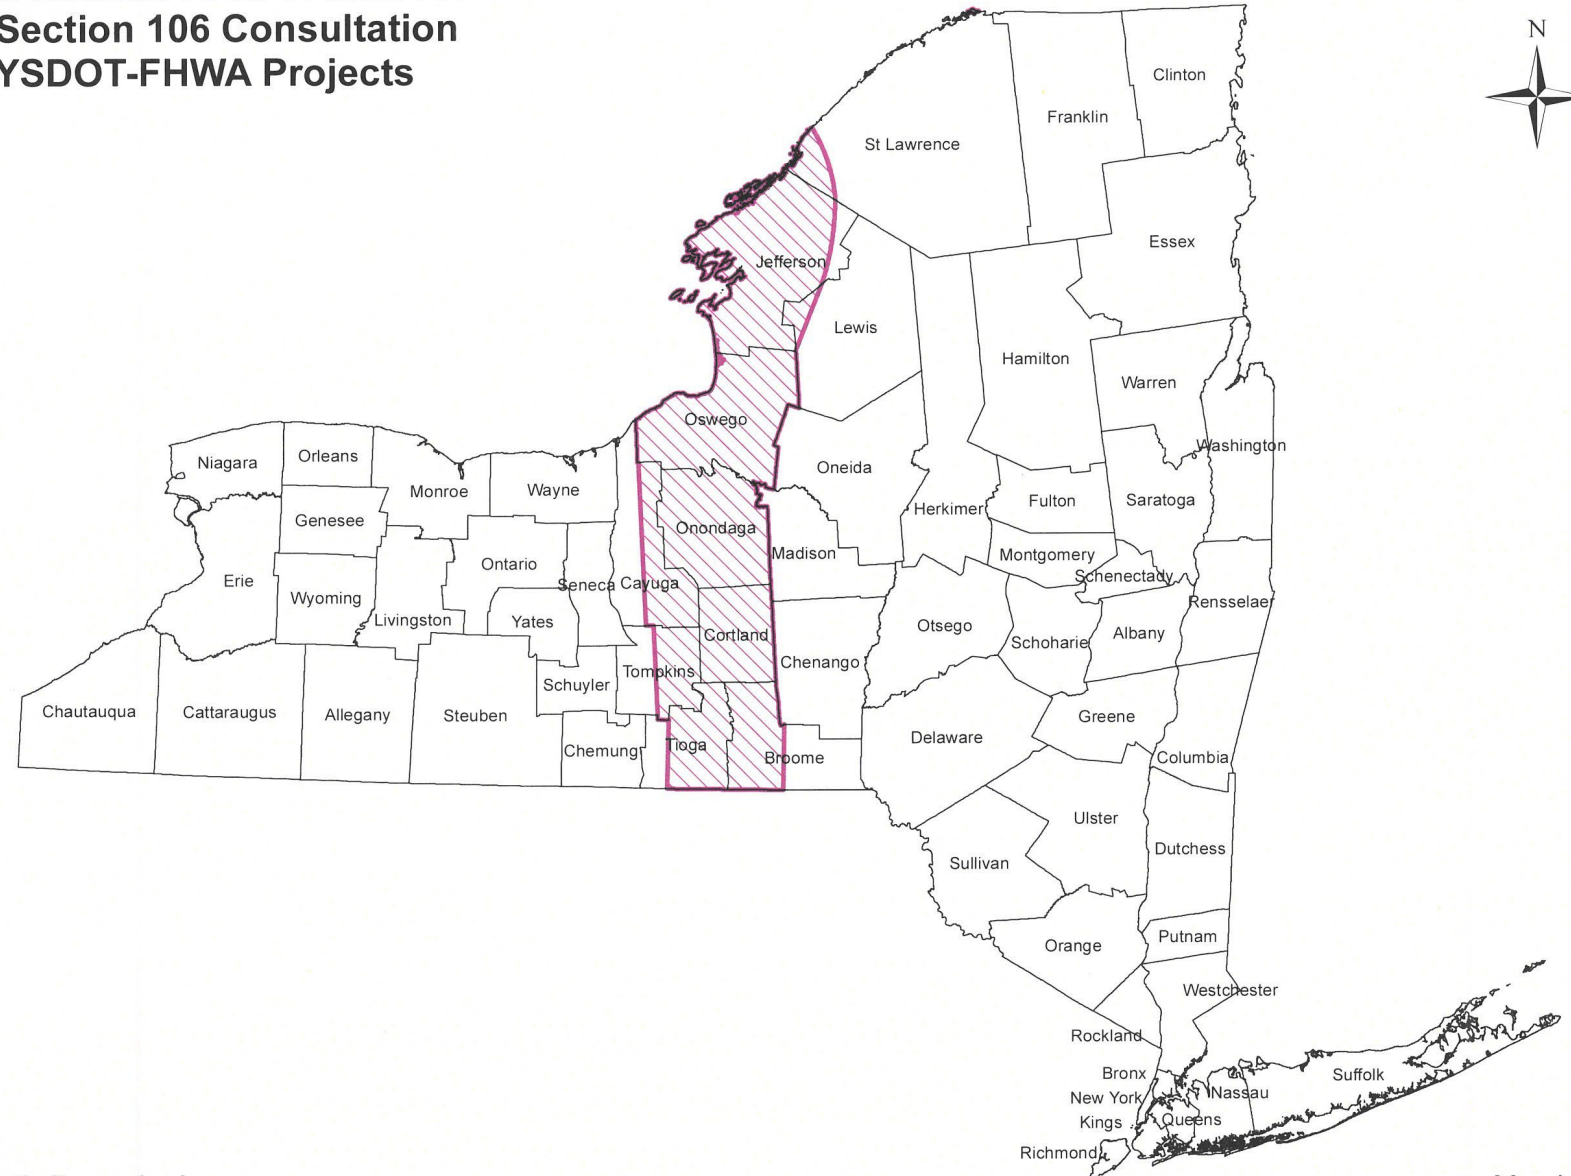 Section 106 Consultation
YSDOT-FHWA Projects
N
Clinton
Franklin
St Lawrence
Essex
Jefferson
Lewis
Hamilton
Warren
Oswego
Washington
Oneida
Niagara
Orleans
Monroe
Wayne
Herkimer
Fulton
Saratoga
Genesee
Onondaga
Madison
Montgomery
Ontario
Schenectady
Erie
Seneca
Cayuga
Wyoming
Rensselaer
Livingston
Yates
Otsego
Cortland
Schoharie
Albany
Chenango
Tompkins
Schuyler
Chautauqua
Cattaraugus
Allegany
Steuben
Greene
Delaware
Chemung
Tioga
Broome
Columbia
Ulster
Dutchess
Sullivan
Orange
Putnam
Westchester
Rockland
Bronx
Suffolk
New York
Nassau
Kings
Queens
Richmond